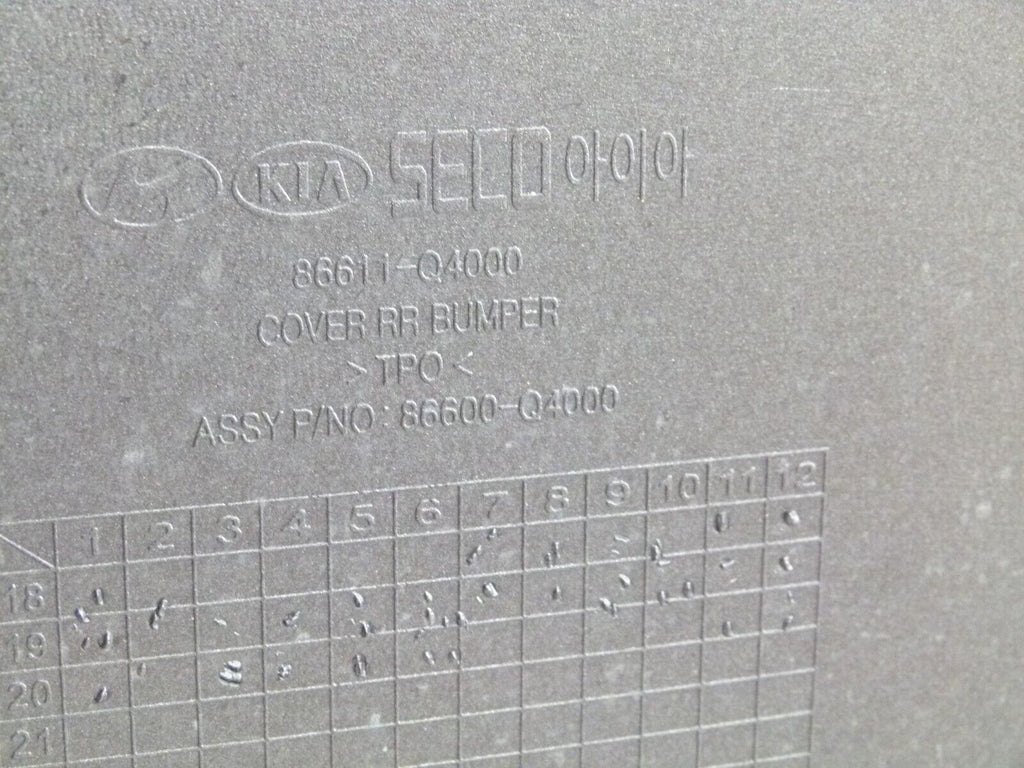 KIA SECO 아이아
86611-Q4000
COVER RR BUMPER
>TPO<
ASSY P/NO: 86600-Q4000
1 2 3 4 5 6 7 8 9 10 11 12
18
19
20
21